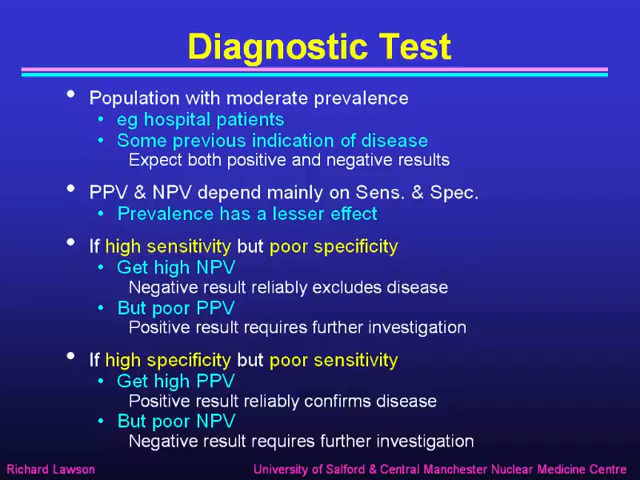 Diagnostic Test
• Population with moderate prevalence
• eg hospital patients
• Some previous indication of disease
Expect both positive and negative results
• PPV & NPV depend mainly on Sens. & Spec.
• Prevalence has a lesser effect
• If high sensitivity but poor specificity
• Get high NPV
Negative result reliably excludes disease
• But poor PPV
Positive result requires further investigation
• If high specificity but poor sensitivity
• Get high PPV
Positive result reliably confirms disease
• But poor NPV
Negative result requires further investigation
Richard Lawson
University of Salford & Central Manchester Nuclear Medicine Centre